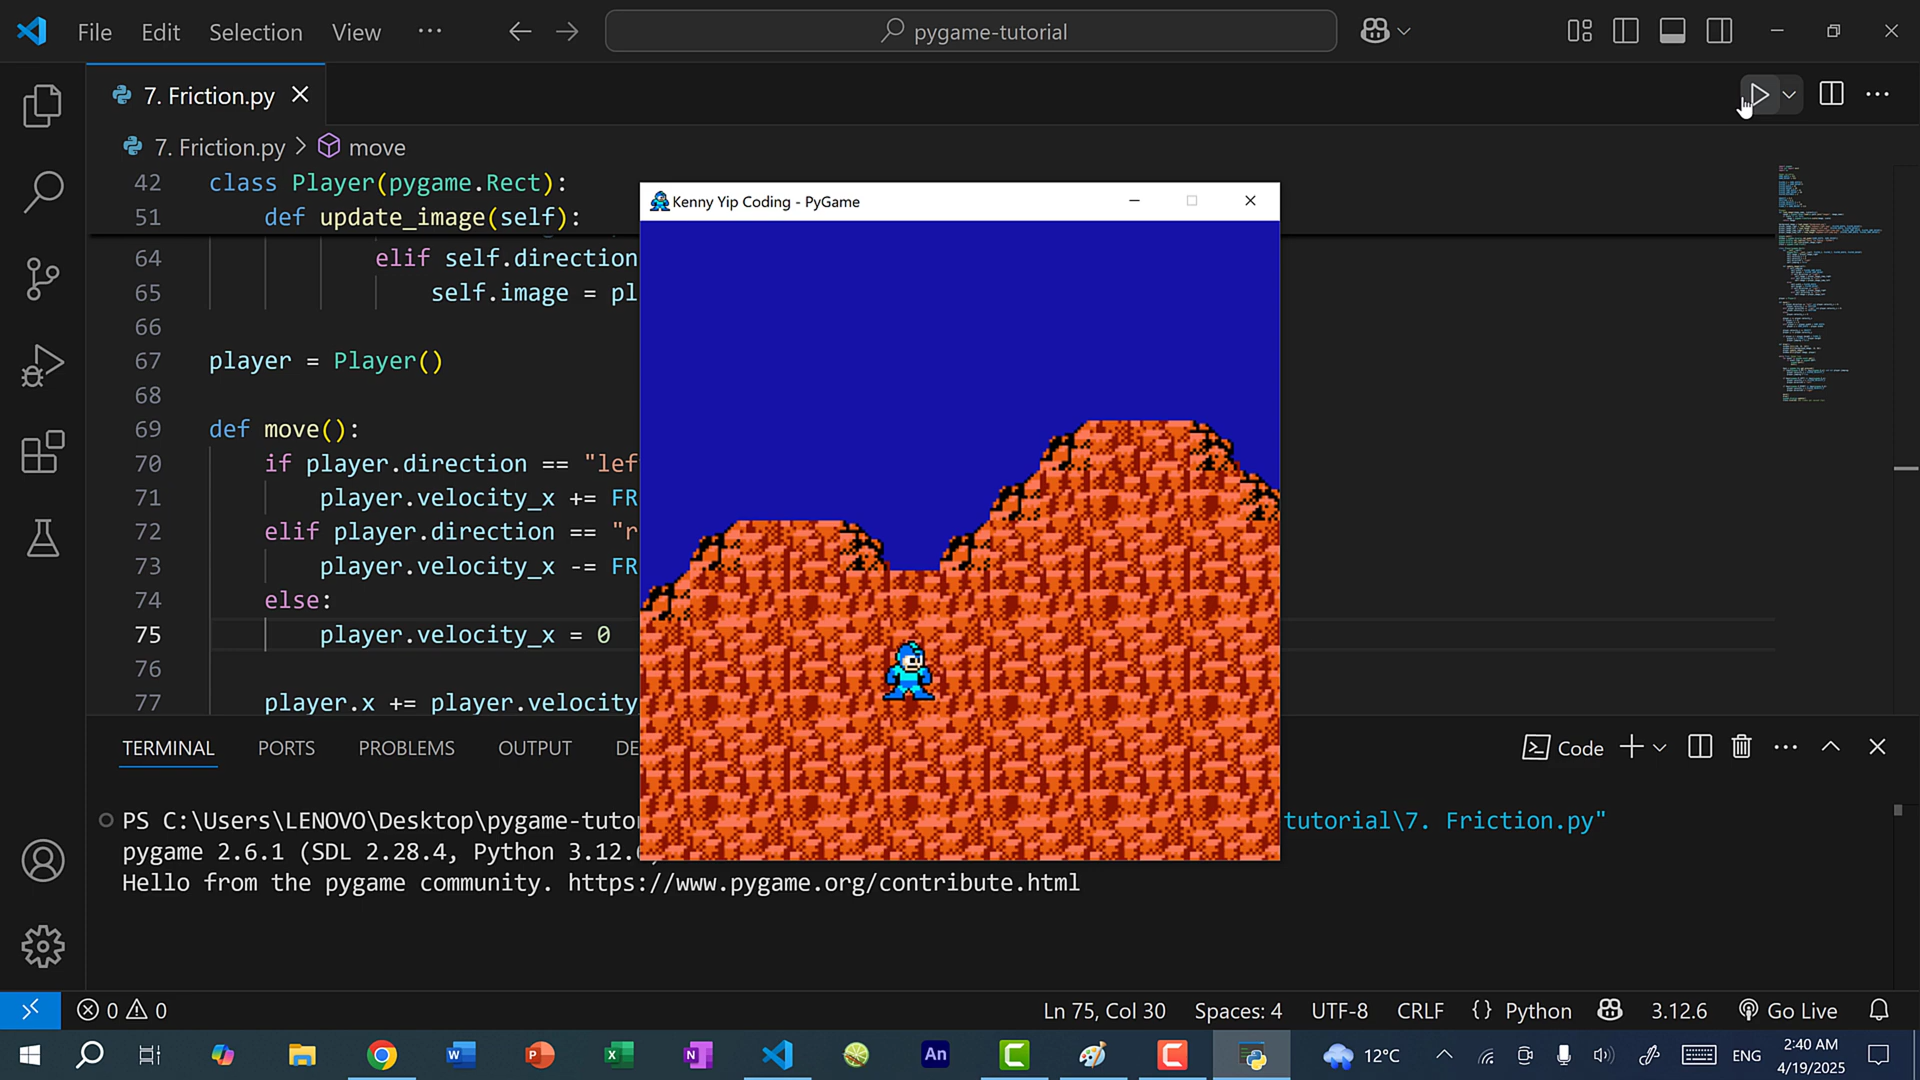 File Edit Selection View ··· pygame-tutorial
7. Friction.py
7. Friction.py > move
42 class Player(pygame.Rect):
51 def update_image(self):
64 elif self.direction
65 self.image = pl
66
67 player = Player()
68
69 def move():
70 if player.direction == "lef
71 player.velocity_x += FR
72 elif player.direction == "r
73 player.velocity_x -= FR
74 else:
75 player.velocity_x = 0
76
77 player.x += player.velocity
Kenny Yip Coding - PyGame
TERMINAL PORTS PROBLEMS OUTPUT DE Code
PS C:\Users\LENOVO\Desktop\pygame-tuto tutorial\7. Friction.py"
pygame 2.6.1 (SDL 2.28.4, Python 3.12.
Hello from the pygame community. https://www.pygame.org/contribute.html
0 0 Ln 75, Col 30 Spaces: 4 UTF-8 CRLF {} Python 3.12.6 Go Live
An 12°C ENG 2:40 AM
4/19/2025